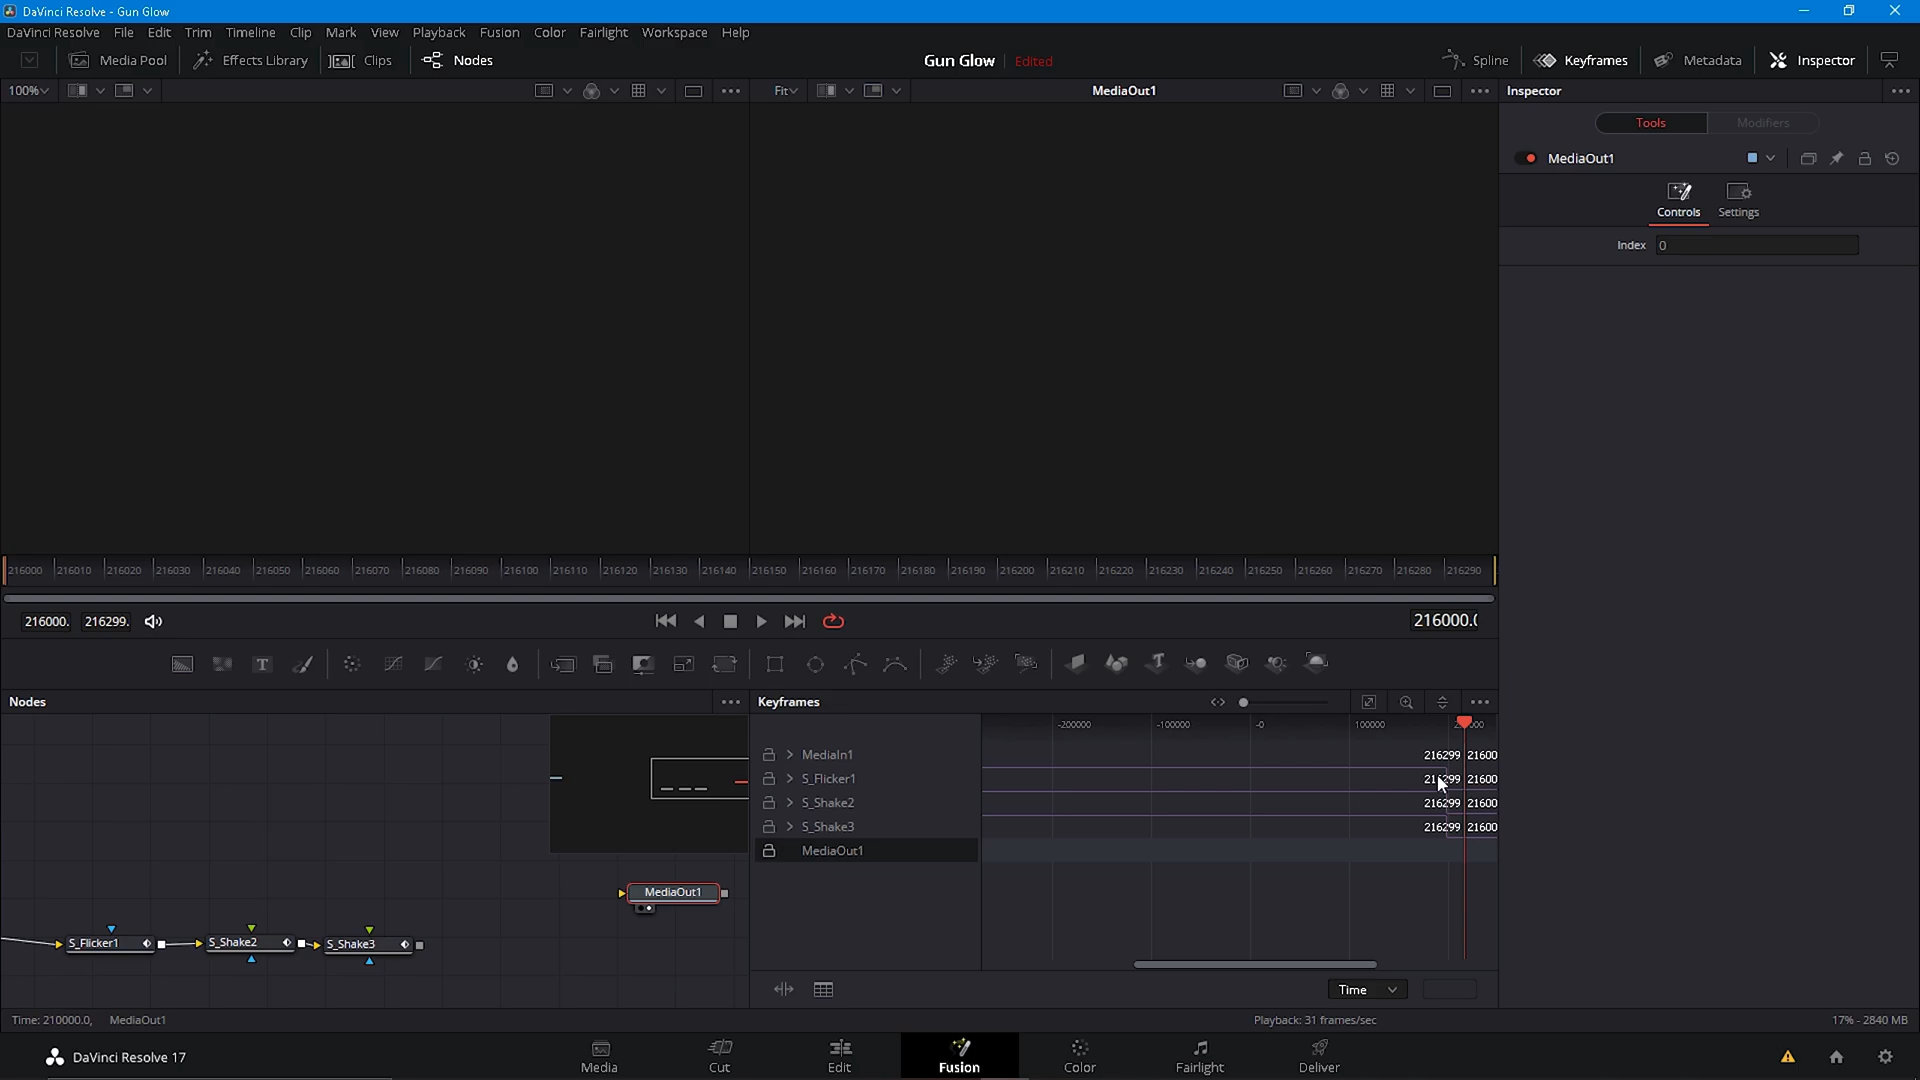 DaVinci Resolve - Gun Glow
DaVinci Resolve File Edit Trim Timeline Clip Mark View Playback Fusion Color Fairlight Workspace Help
Media Pool Effects Library Clips Nodes Gun Glow Edited Spline Keyframes Metadata Inspector
100% Fit MediaOut1 Inspector
Tools Modifiers
MediaOut1
Controls Settings
Index 0
216000 216010 216020 216030 216040 216050 216060 216070 216080 216090 216100 216110 216120 216130 216140 216150 216160 216170 216180 216190 216200 216210 216220 216230 216240 216250 216260 216270 216280 216290
216000. 216299. 216000.(
T
Nodes Keyframes
-200000 -100000 -0 100000
MediaIn1 216299 21600
S_Flicker1 21600
S_Shake2 216299 21600
S_Shake3 216299 21600
MediaOut1
MediaOut1
S_Flicker1 S_Shake2 S_Shake3
Time
Time: 210000.0, MediaOut1 Playback: 31 frames/sec 17% - 2840 MB
DaVinci Resolve 17 Media Cut Edit Fusion Color Fairlight Deliver